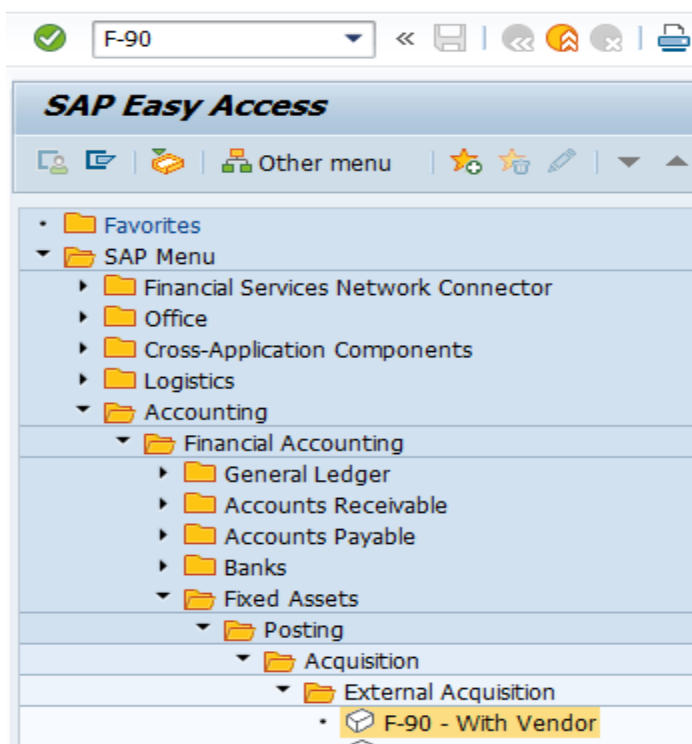 F-90
SAP Easy Access
Other menu
Favorites
SAP Menu
Financial Services Network Connector
Office
Cross-Application Components
Logistics
Accounting
Financial Accounting
General Ledger
Accounts Receivable
Accounts Payable
Banks
Fixed Assets
Posting
Acquisition
External Acquisition
F-90 - With Vendor